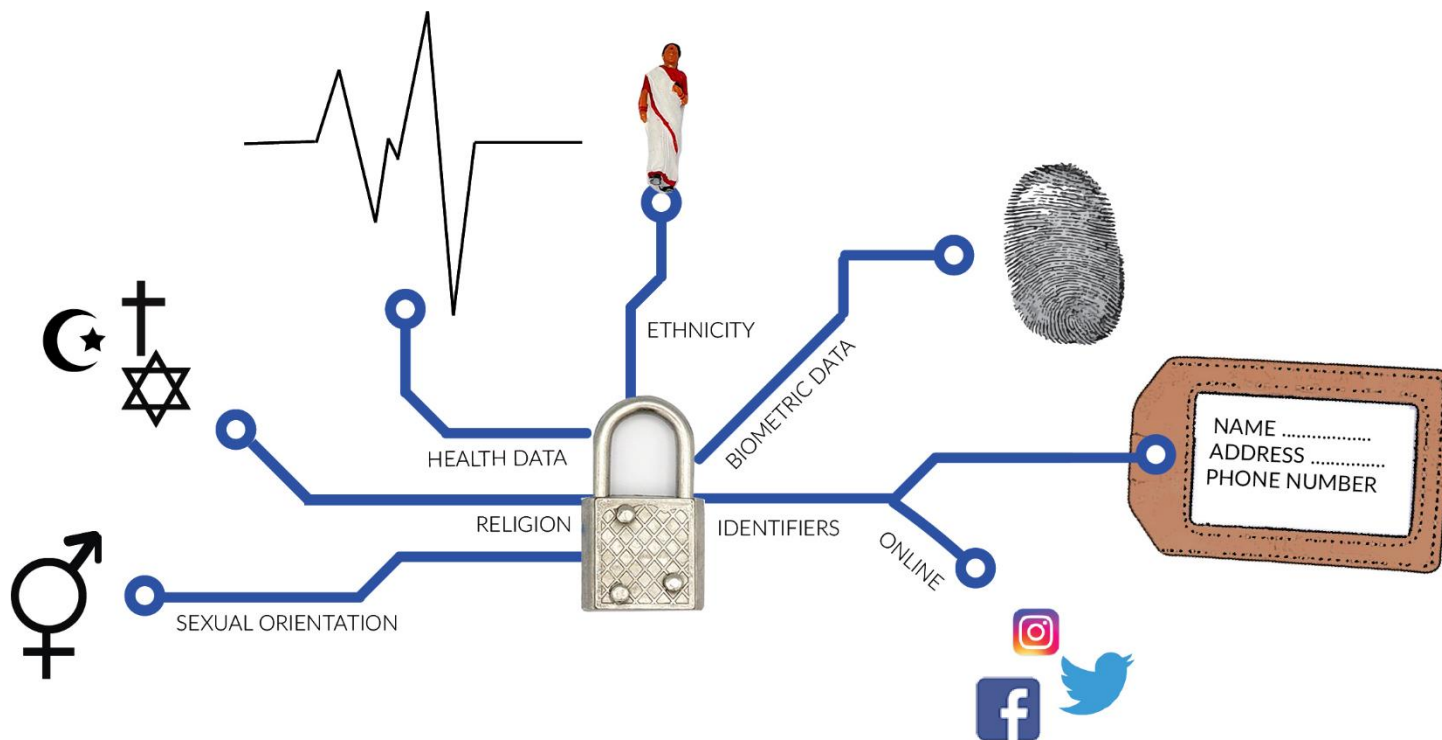 ETHNICITY
BIOMETRIC DATA
HEALTH DATA
RELIGION
IDENTIFIERS
ONLINE
SEXUAL ORIENTATION
NAME ................
ADDRESS ..............
PHONE NUMBER